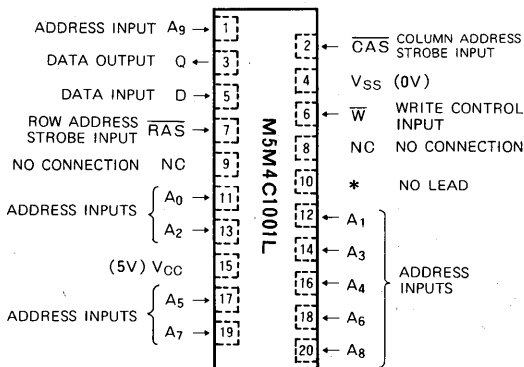 ADDRESS INPUT A₉ → 1
2 ← C̅A̅S̅ COLUMN ADDRESS STROBE INPUT
DATA OUTPUT Q ← 3
4 VSS (0V)
DATA INPUT D → 5
6 ← W̅ WRITE CONTROL INPUT
ROW ADDRESS STROBE INPUT R̅A̅S̅ → 7
8 NC NO CONNECTION
NO CONNECTION NC 9
10 * NO LEAD
ADDRESS INPUTS
A₀ → 11
12 ← A₁
A₂ → 13
14 ← A₃
(5V) VCC 15
16 ← A₄
ADDRESS INPUTS
A₅ → 17
18 ← A₆
A₇ → 19
20 ← A₈
ADDRESS INPUTS
M5M4C1001L